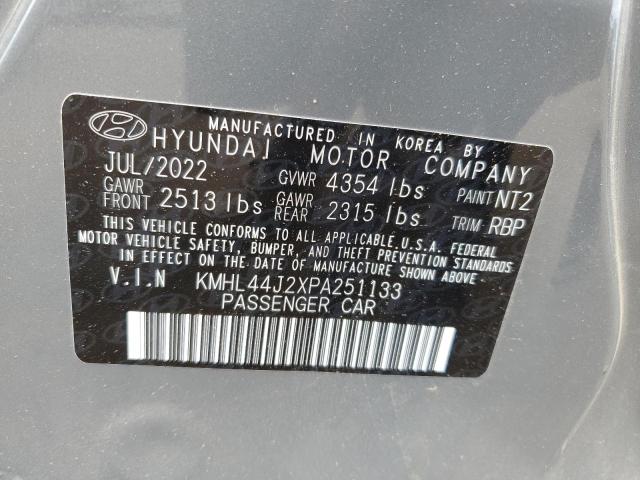 MANUFACTURED IN KOREA BY
HYUNDAI MOTOR COMPANY
JUL/2022 GVWR 4354 lbs PAINT NT2
GAWR FRONT 2513 lbs GAWR REAR 2315 lbs TRIM RBP
THIS VEHICLE CONFORMS TO ALL APPLICABLE U.S.A. FEDERAL
MOTOR VEHICLE SAFETY, BUMPER, AND THEFT PREVENTION STANDARDS
IN EFFECT ON THE DATE OF MANUFACTURE SHOWN ABOVE.
V.I.N KMHL44J2XPA251133
PASSENGER CAR